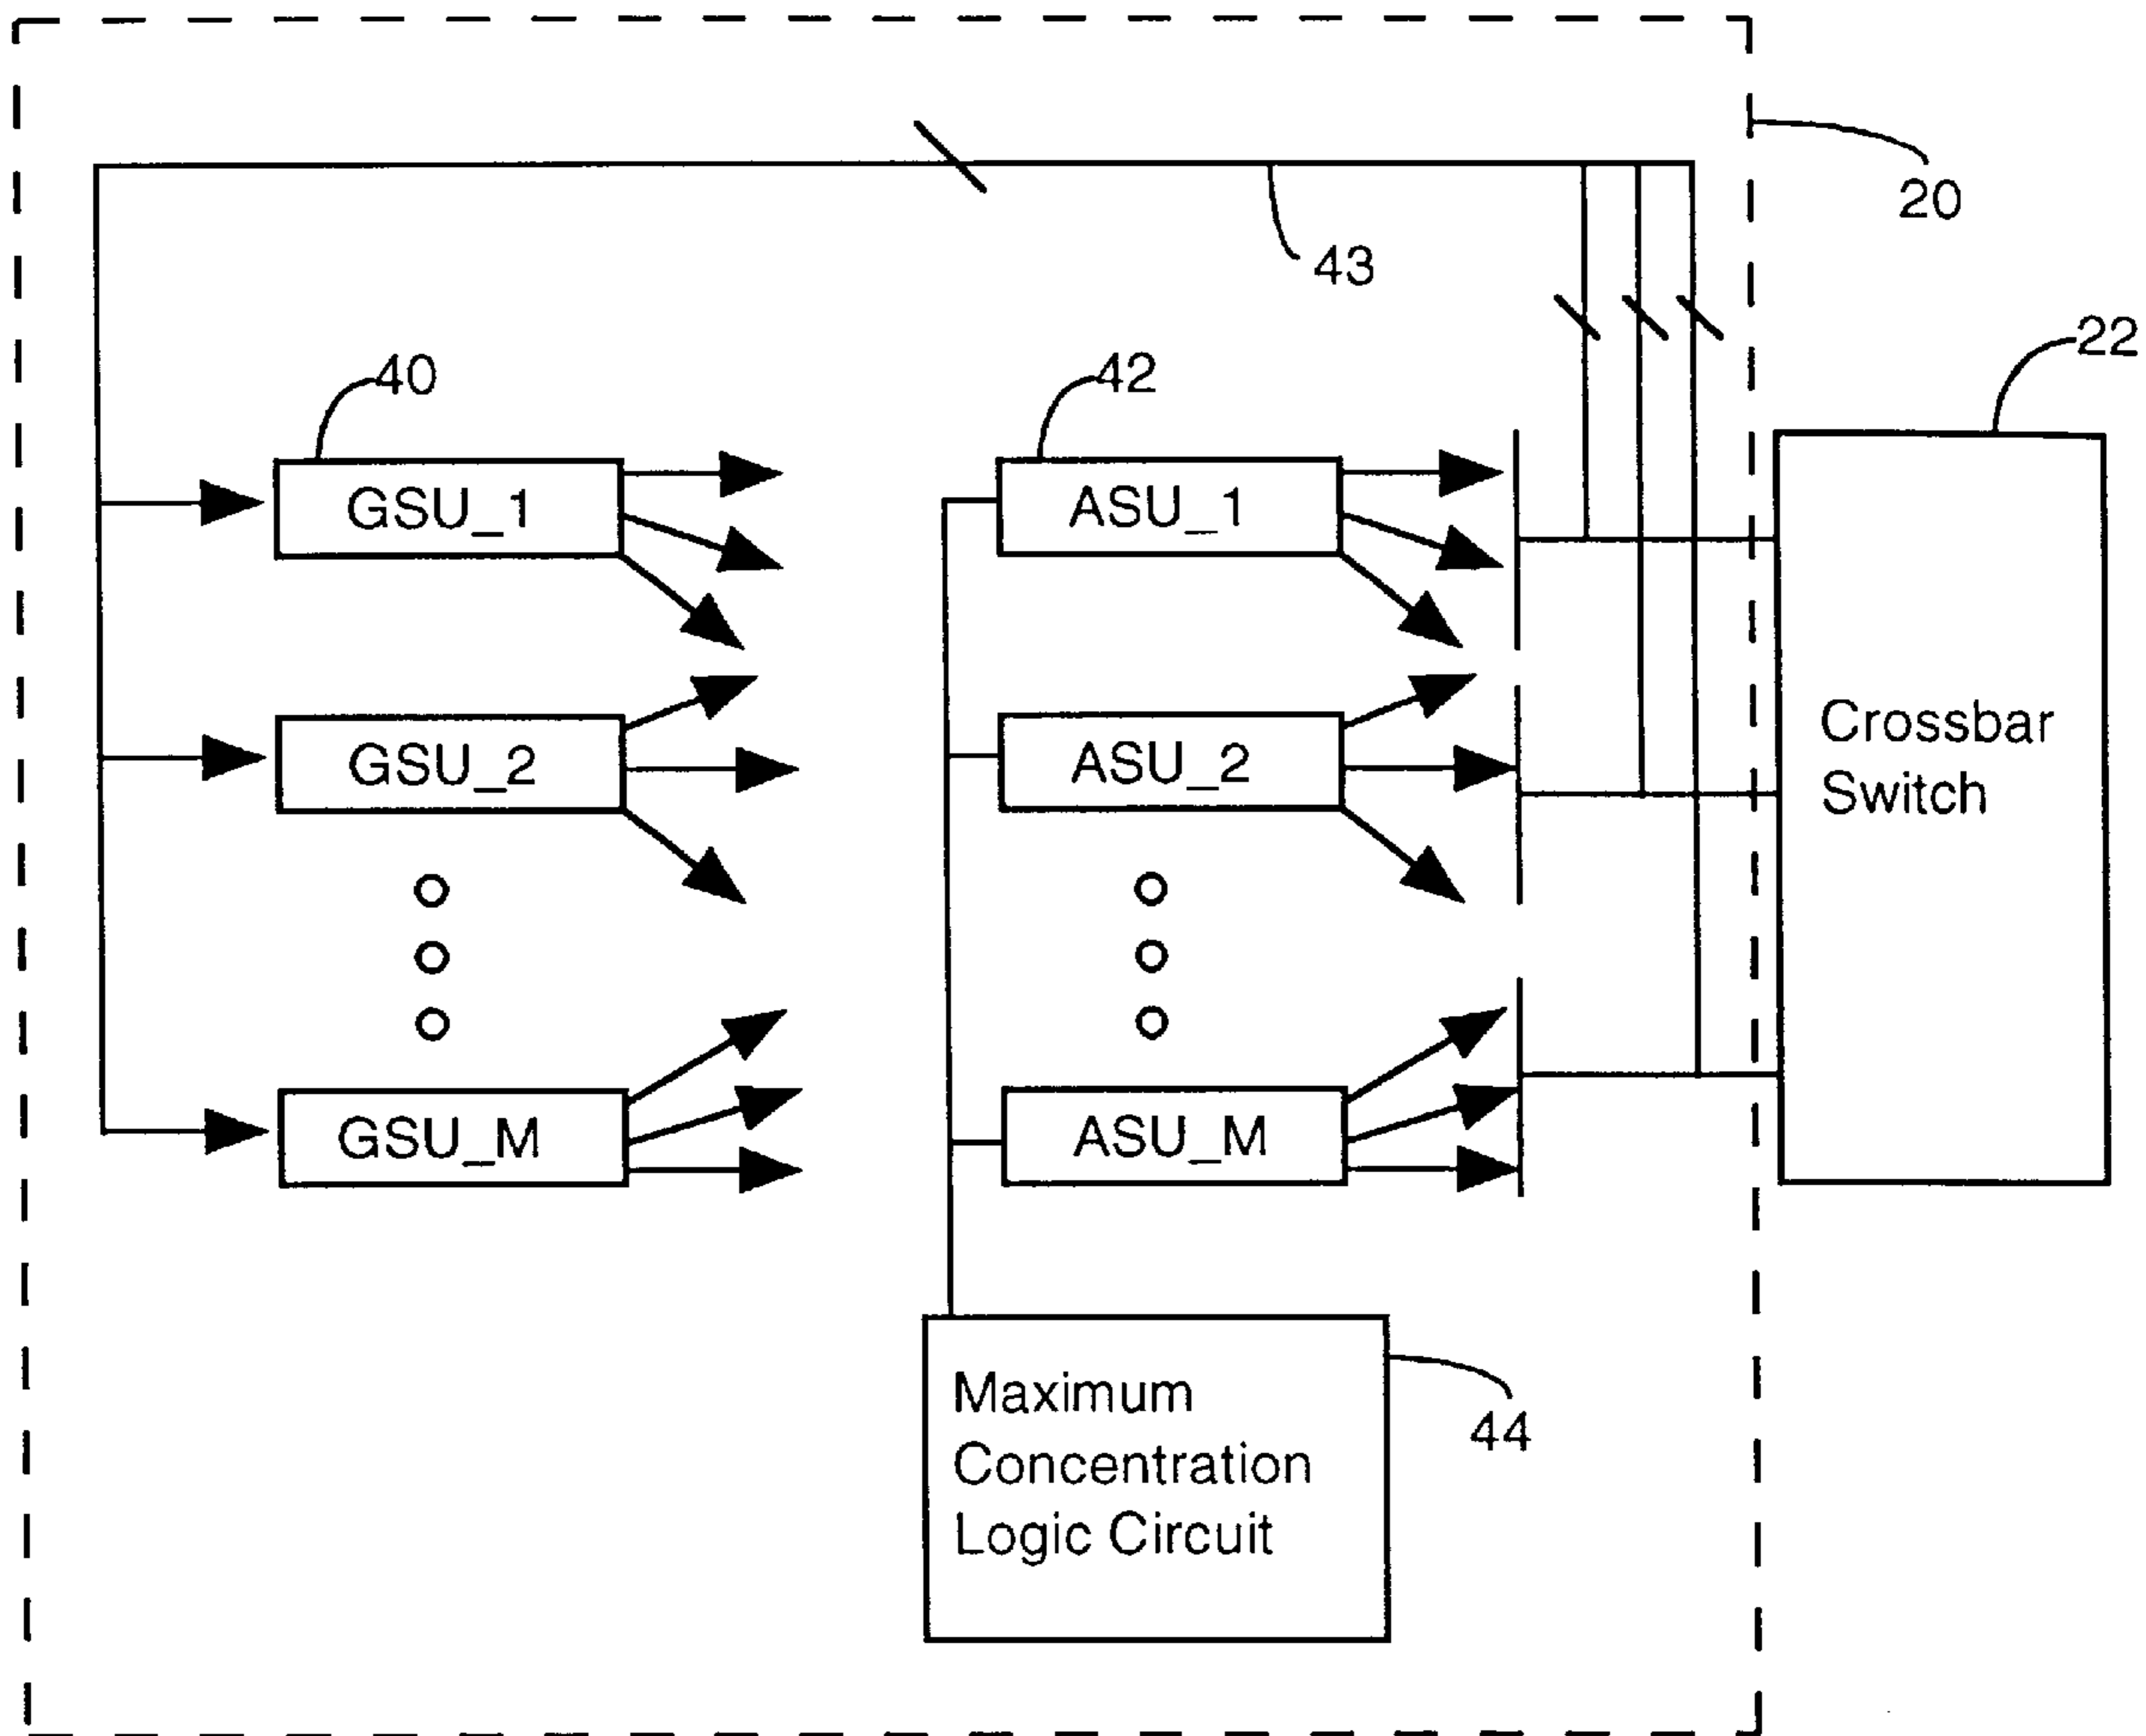 20
43
22
40
42
GSU_1
ASU_1
GSU_2
ASU_2
Crossbar
Switch
GSU_M
ASU_M
Maximum
Concentration
Logic Circuit
44